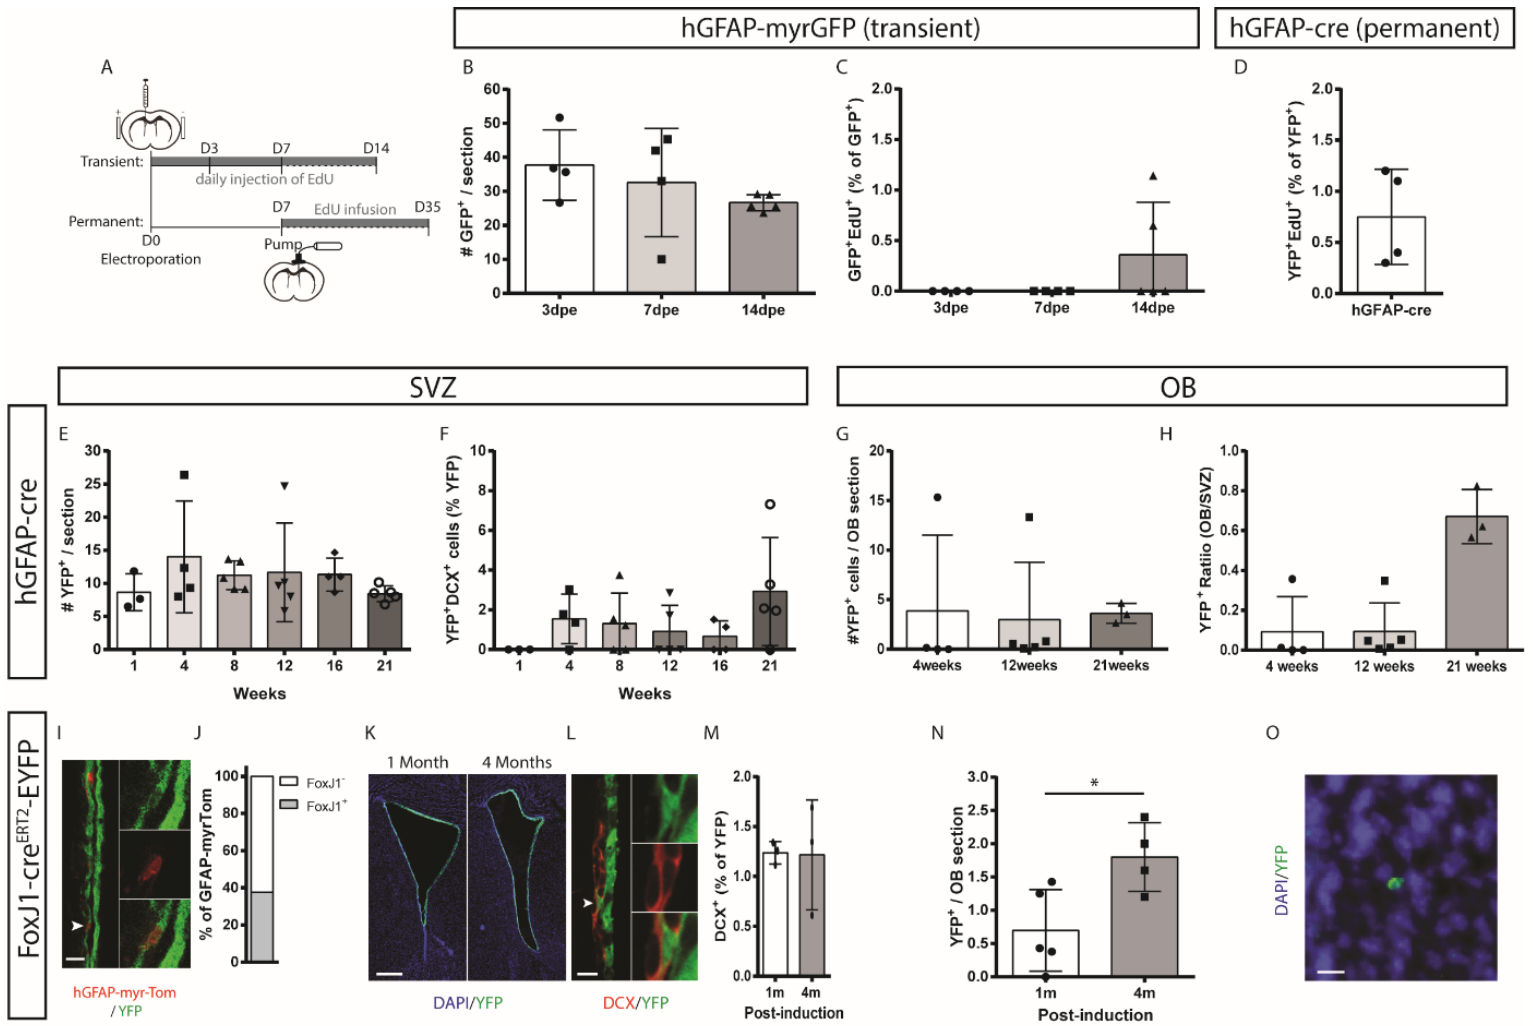 hGFAP-myrGFP (transient)
hGFAP-cre (permanent)
A
+
-
Transient:
D3
D7
D14
daily injection of EdU
D7
EdU infusion
D35
Permanent:
D0
Pump
Electroporation
B
# GFP+ / section
60
50
40
30
20
10
0
3dpe
7dpe
14dpe
C
GFP+EdU+ (% of GFP+)
2.0
1.5
1.0
0.5
0.0
3dpe
7dpe
14dpe
D
YFP+EdU+ (% of YFP+)
2.0
1.5
1.0
0.5
0.0
hGFAP-cre
SVZ
OB
hGFAP-cre
E
# YFP+ / section
30
25
20
15
10
5
0
1
4
8
12
16
21
Weeks
F
YFP+DCX+ cells (% YFP)
10
8
6
4
2
0
1
4
8
12
16
21
Weeks
G
#YFP+ cells / OB section
20
15
10
5
0
4weeks
12weeks
21weeks
H
YFP+ Ratiio (OB/SVZ)
1.0
0.8
0.6
0.4
0.2
0.0
4 weeks
12 weeks
21 weeks
FoxJ1-creERT2-EYFP
I
hGFAP-myr-Tom
/ YFP
J
% of GFAP-myrTom
100
80
60
40
20
0
FoxJ1-
FoxJ1+
K
1 Month
4 Months
DAPI/YFP
L
DCX/YFP
M
DCX+ (% of YFP)
2.0
1.5
1.0
0.5
0.0
1m
4m
Post-induction
N
YFP+ / OB section
3.0
2.5
2.0
1.5
1.0
0.5
0.0
*
1m
4m
Post-induction
O
DAPI/YFP